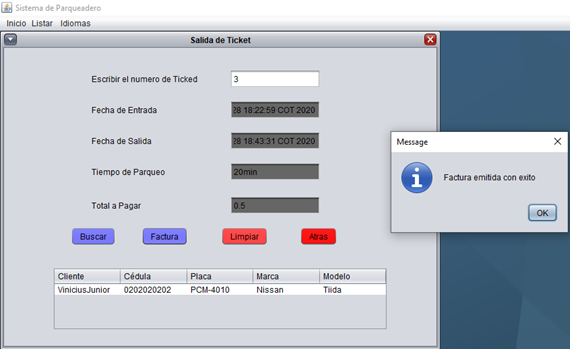 Sistema de Parqueadero
Inicio Listar Idiomas
Salida de Ticket
Escribir el numero de Ticked 3
Fecha de Entrada 28 18:22:59 COT 2020
Fecha de Salida 28 18:43:31 COT 2020
Tiempo de Parqueo 20min
Total a Pagar 0.5
Buscar Factura Limpiar Atras
Cliente Cédula Placa Marca Modelo
ViniciusJunior 0202020202 PCM-4010 Nissan Tiida
Message
Factura emitida con exito
OK